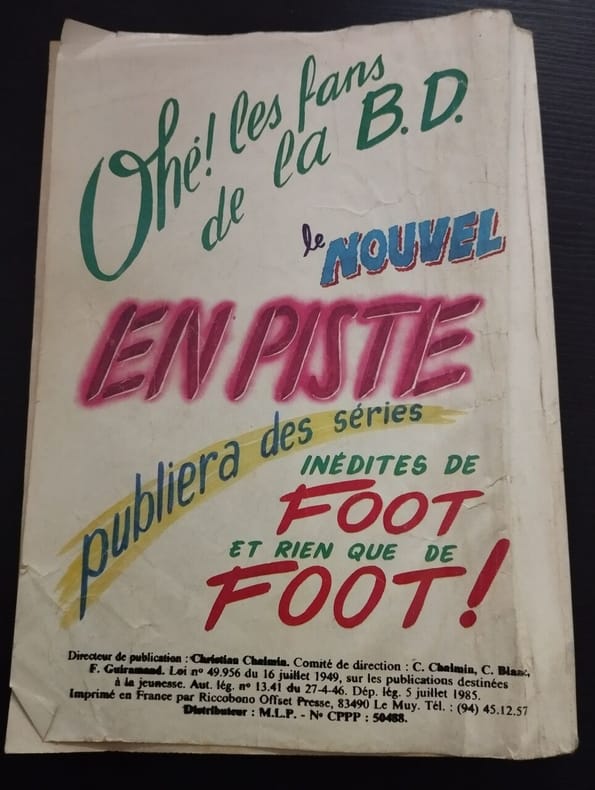 Ohé! les fans
de la B.D.
le NOUVEL
EN PISTE
publiera des séries
INÉDITES DE
FOOT
ET RIEN QUE DE
FOOT!
Directeur de publication : Christian Chalmin. Comité de direction : C. Chalmin, C. Blanc,
F. Guiramand. Loi nº 49.956 du 16 juillet 1949, sur les publications destinées
à la jeunesse. Aut. lég. nº 13.41 du 27-4-46. Dép. lég. 5 juillet 1985.
Imprimé en France par Riccobono Offset Presse, 83490 Le Muy. Tél. : (94) 45.12.57
Distributeur : M.L.P. - Nº CPPP : 50488.